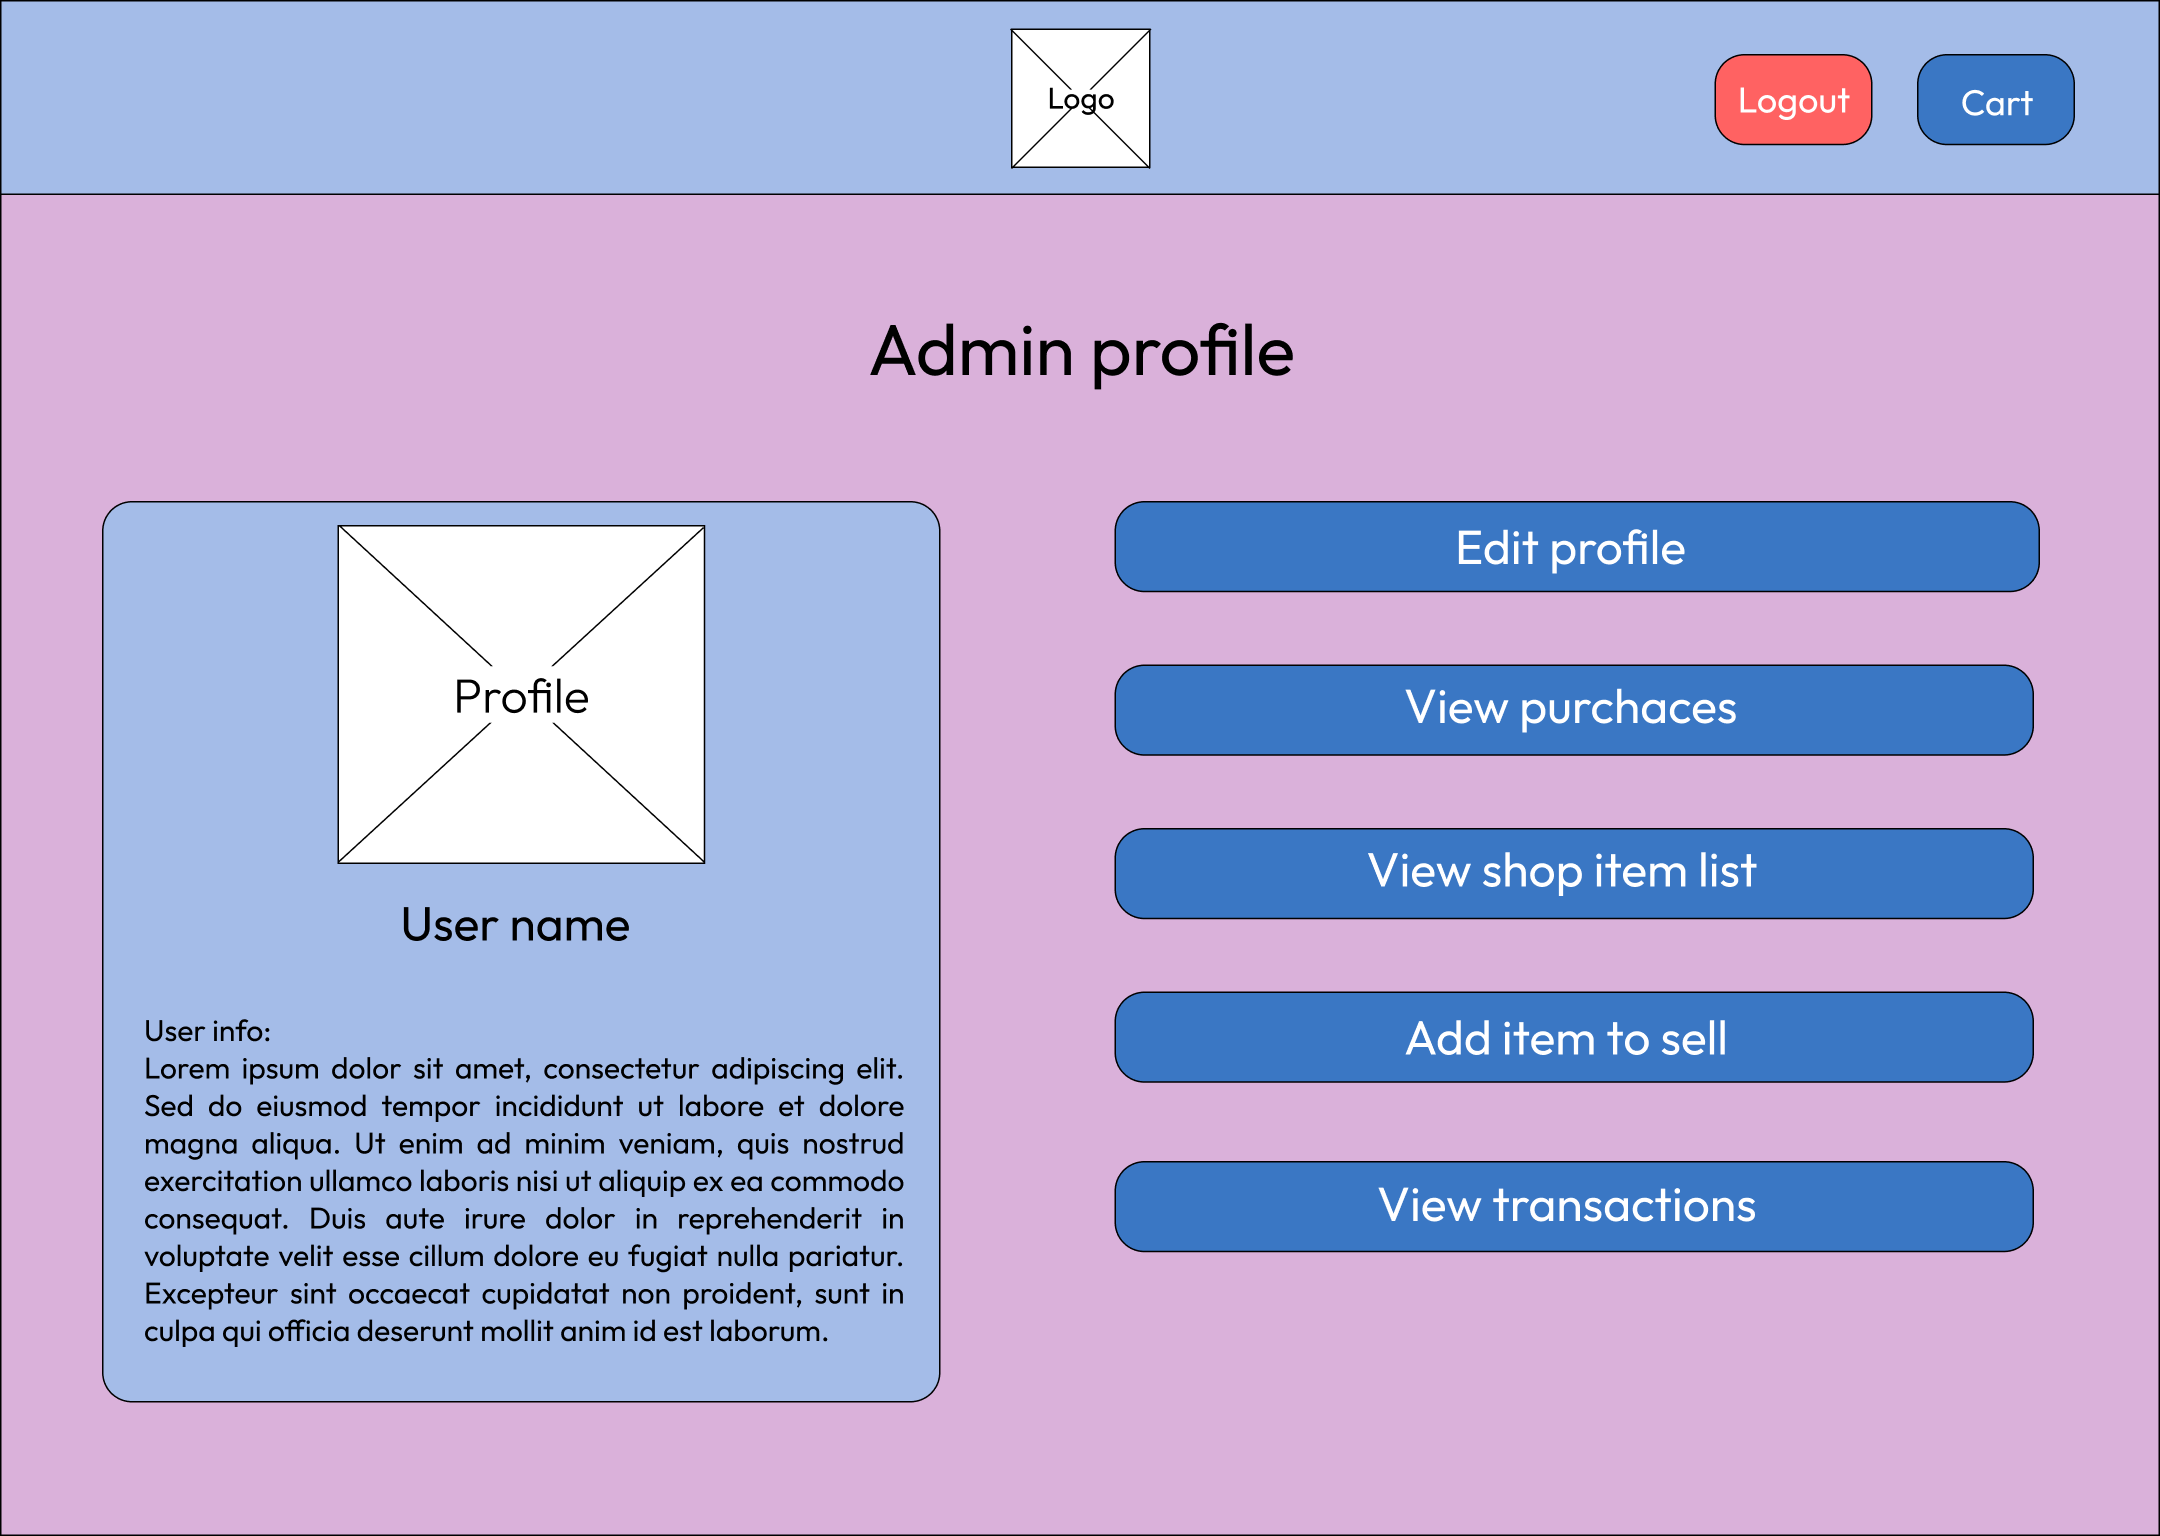 Logo
Logout
Cart
Admin profile
Profile
User name
User info:
Lorem ipsum dolor sit amet, consectetur adipiscing elit.
Sed do eiusmod tempor incididunt ut labore et dolore
magna aliqua. Ut enim ad minim veniam, quis nostrud
exercitation ullamco laboris nisi ut aliquip ex ea commodo
consequat. Duis aute irure dolor in reprehenderit in
voluptate velit esse cillum dolore eu fugiat nulla pariatur.
Excepteur sint occaecat cupidatat non proident, sunt in
culpa qui officia deserunt mollit anim id est laborum.
Edit profile
View purchaces
View shop item list
Add item to sell
View transactions